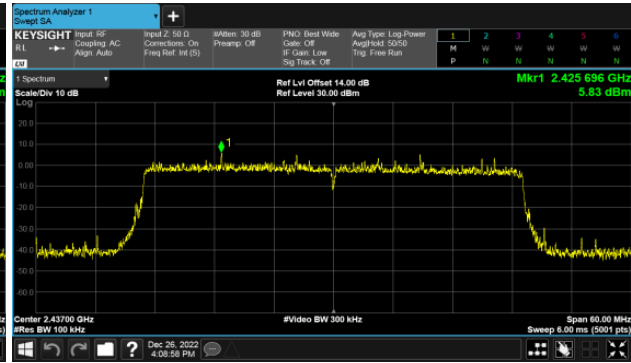 Spectrum Analyzer 1
Swept SA
+
KEYSIGHT
RL
Input: RF
Coupling: AC
Align: Auto
Input Z: 50 Ω
Corrections: On
Freq Ref: Int (S)
#Atten: 30 dB
Preamp: Off
PNO: Best Wide
Gate: Off
IF Gain: Low
Sig Track: Off
Avg Type: Log-Power
Avg|Hold: 50/50
Trig: Free Run
1 2 3 4 5 6
M W W W W W
P N N N N N
LXI
1 Spectrum
Scale/Div 10 dB
Ref Lvl Offset 14.00 dB
Ref Level 30.00 dBm
Mkr1 2.425 696 GHz
5.83 dBm
Log
20.0
10.0
0.00
-10.0
-20.0
-30.0
-40.0
-50.0
-60.0
1
Center 2.43700 GHz
#Res BW 100 kHz
#Video BW 300 kHz
Span 60.00 MHz
Sweep 6.00 ms (5001 pts)
?
Dec 26, 2022
4:08:58 PM